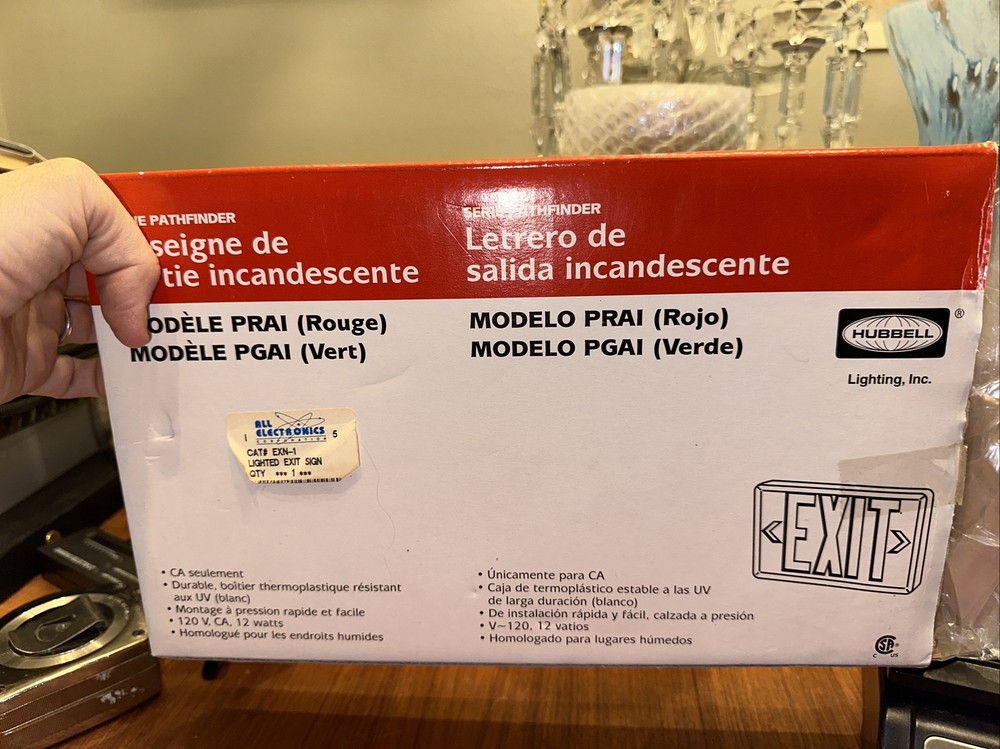 E PATHFINDER
seigne de
tie incandescente
ODÈLE PRAI (Rouge)
MODÈLE PGAI (Vert)
SERIE PATHFINDER
Letrero de
salida incandescente
MODELO PRAI (Rojo)
MODELO PGAI (Verde)
HUBBELL
®
Lighting, Inc.
ALL
ELECTRONICS
CORPORATION
I 5
CAT# EXN-1
LIGHTED EXIT SIGN
QTY *** 1 ***
EXIT
• CA seulement
• Durable, boîtier thermoplastique résistant
aux UV (blanc)
• Montage à pression rapide et facile
• 120 V, CA, 12 watts
• Homologué pour les endroits humides
• Únicamente para CA
• Caja de termoplástico estable a las UV
de larga duración (blanco)
• De instalación rápida y fácil, calzada a presión
• V~120, 12 vatios
• Homologado para lugares húmedos
C SA ® US